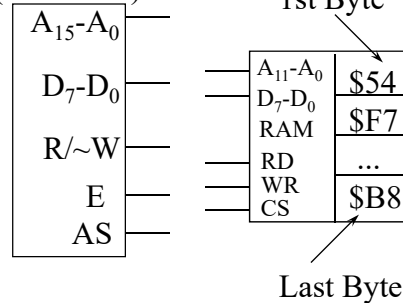 1st Byte
A15-A0
D7-D0
R/~W
E
AS
A11-A0
D7-D0
RAM
RD
WR
CS
$54
$F7
...
$B8
Last Byte